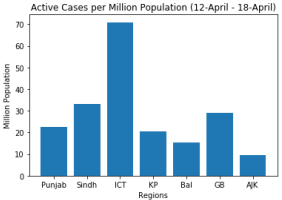 Active Cases per Million Population (12-April - 18-April)
70
60
50
40
30
20
10
0
Million Population
Punjab Sindh ICT KP Bal GB AJK
Regions